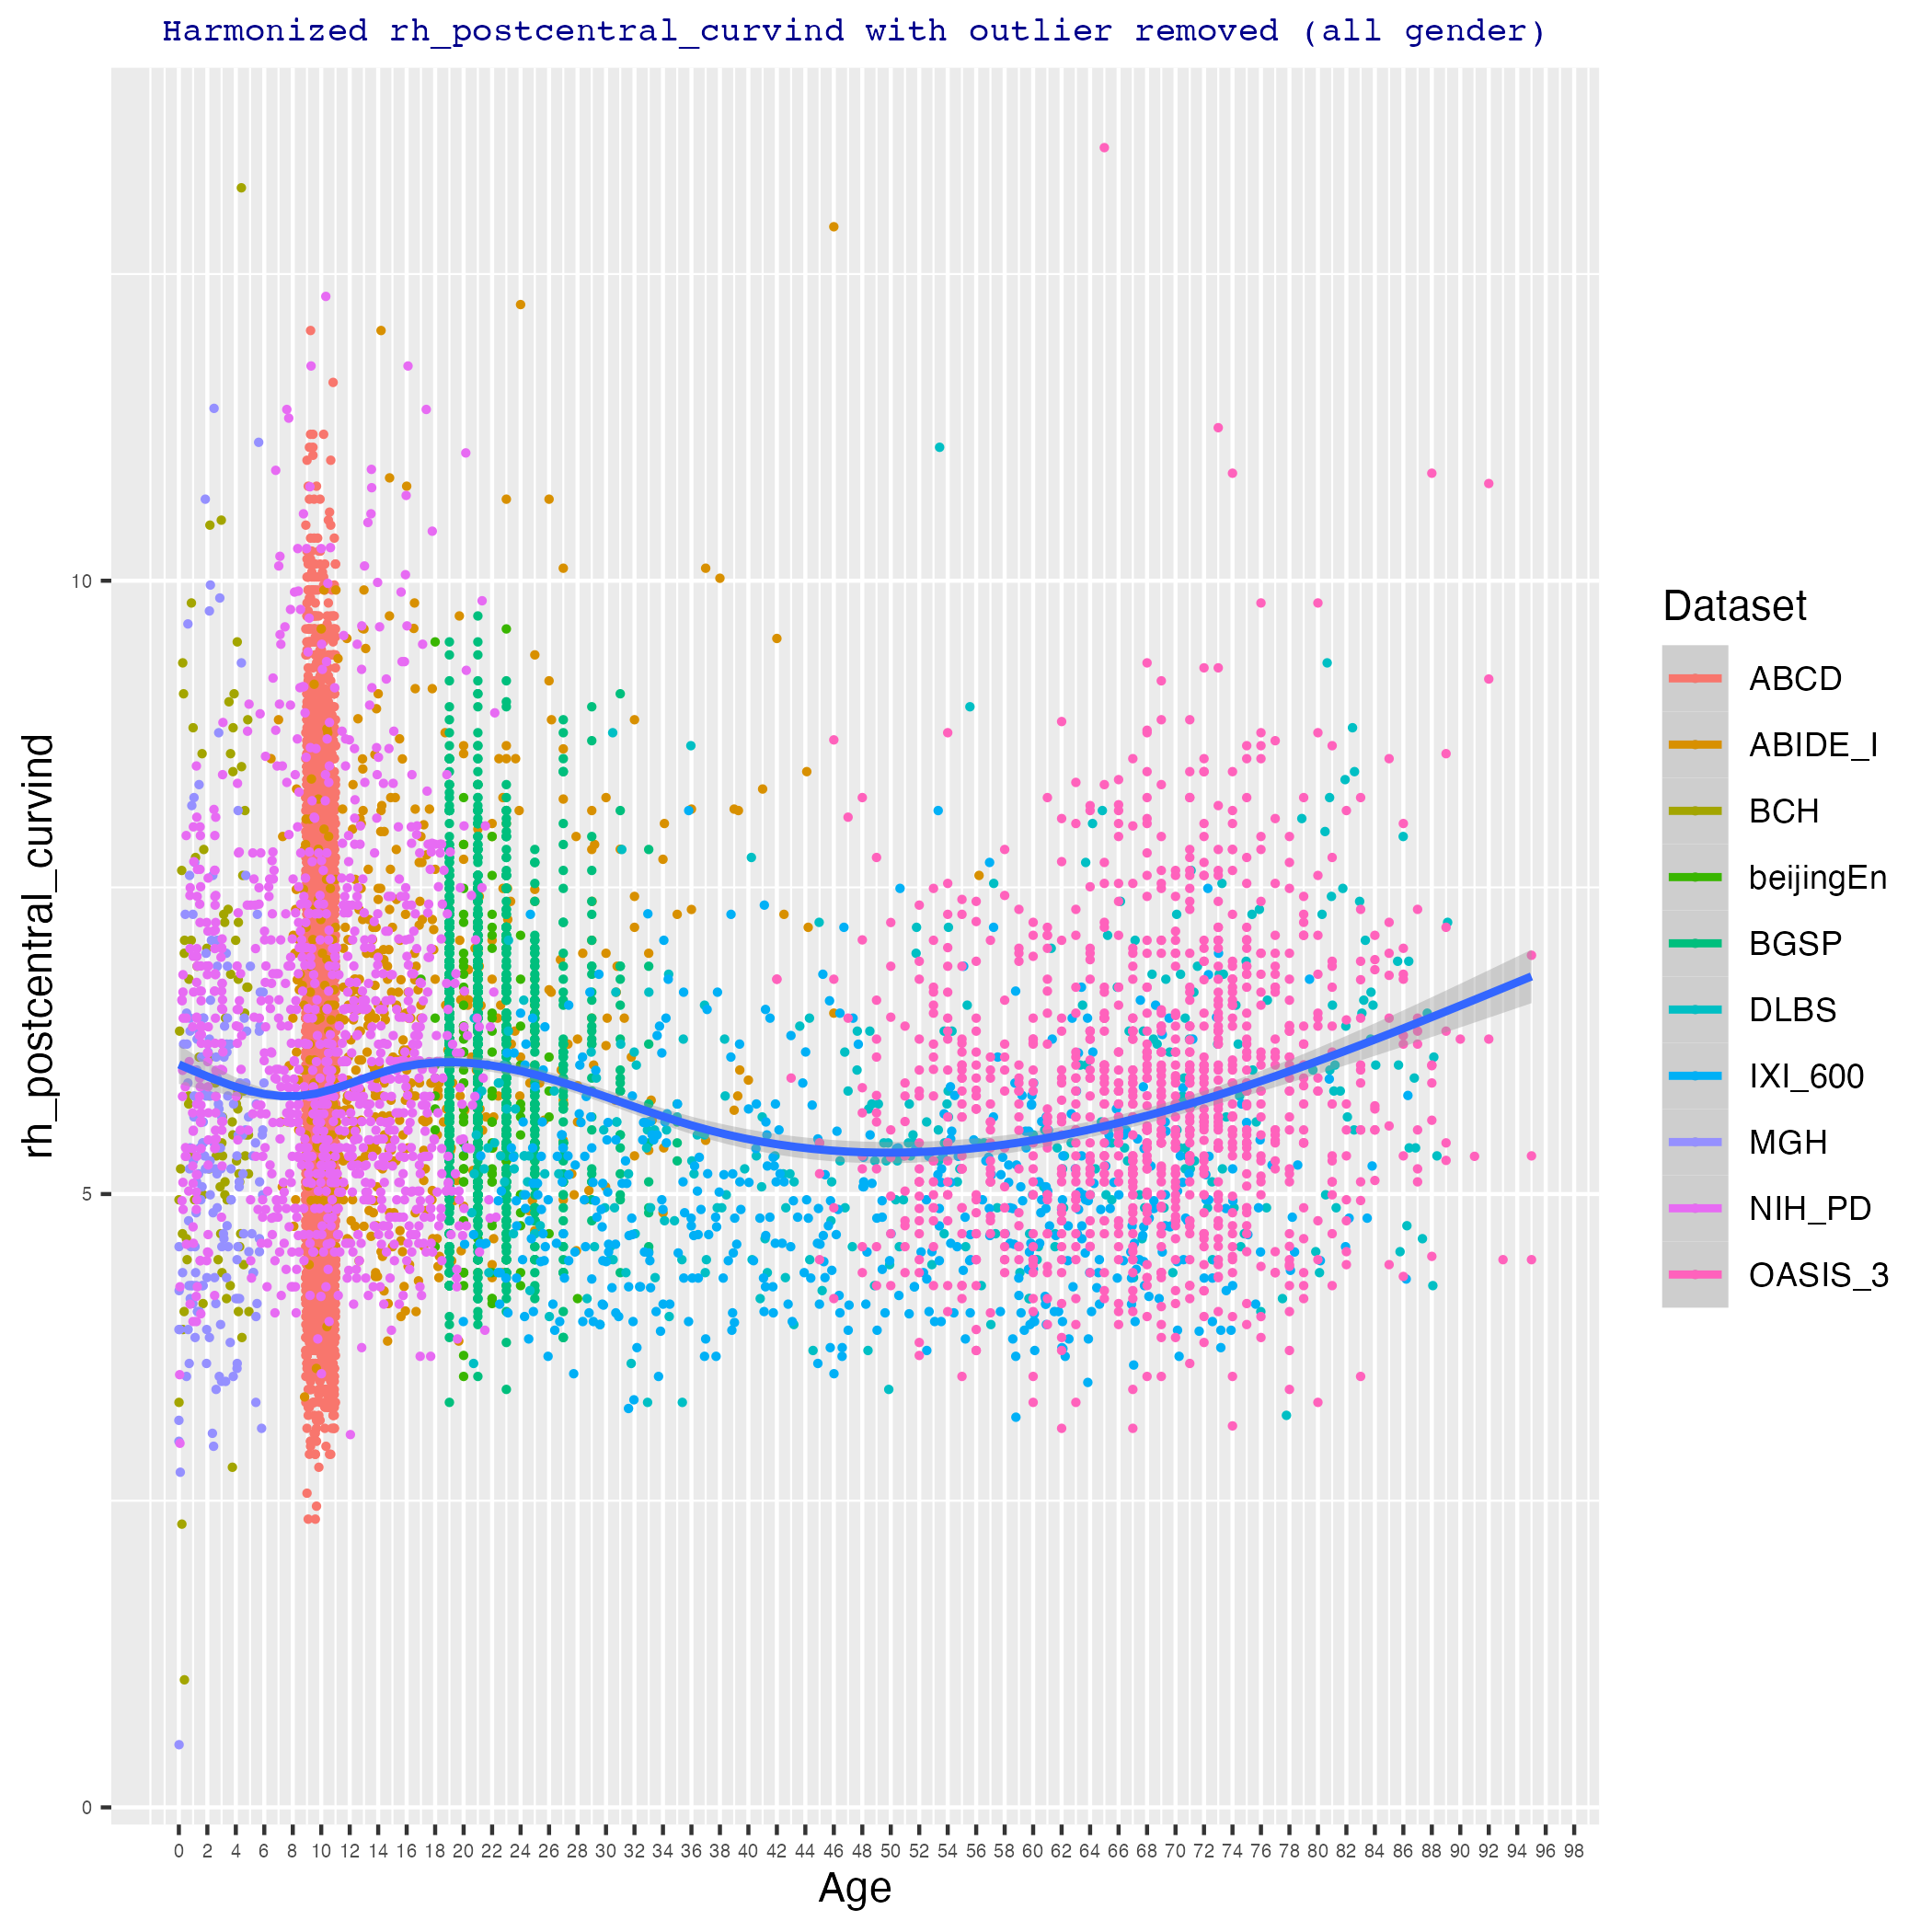 Harmonized rh_postcentral_curvind with outlier removed (all gender)
rh_postcentral_curvind
10
5
0
0 2 4 6 8 10 12 14 16 18 20 22 24 26 28 30 32 34 36 38 40 42 44 46 48 50 52 54 56 58 60 62 64 66 68 70 72 74 76 78 80 82 84 86 88 90 92 94 96 98
Age
Dataset
ABCD
ABIDE_I
BCH
beijingEn
BGSP
DLBS
IXI_600
MGH
NIH_PD
OASIS_3